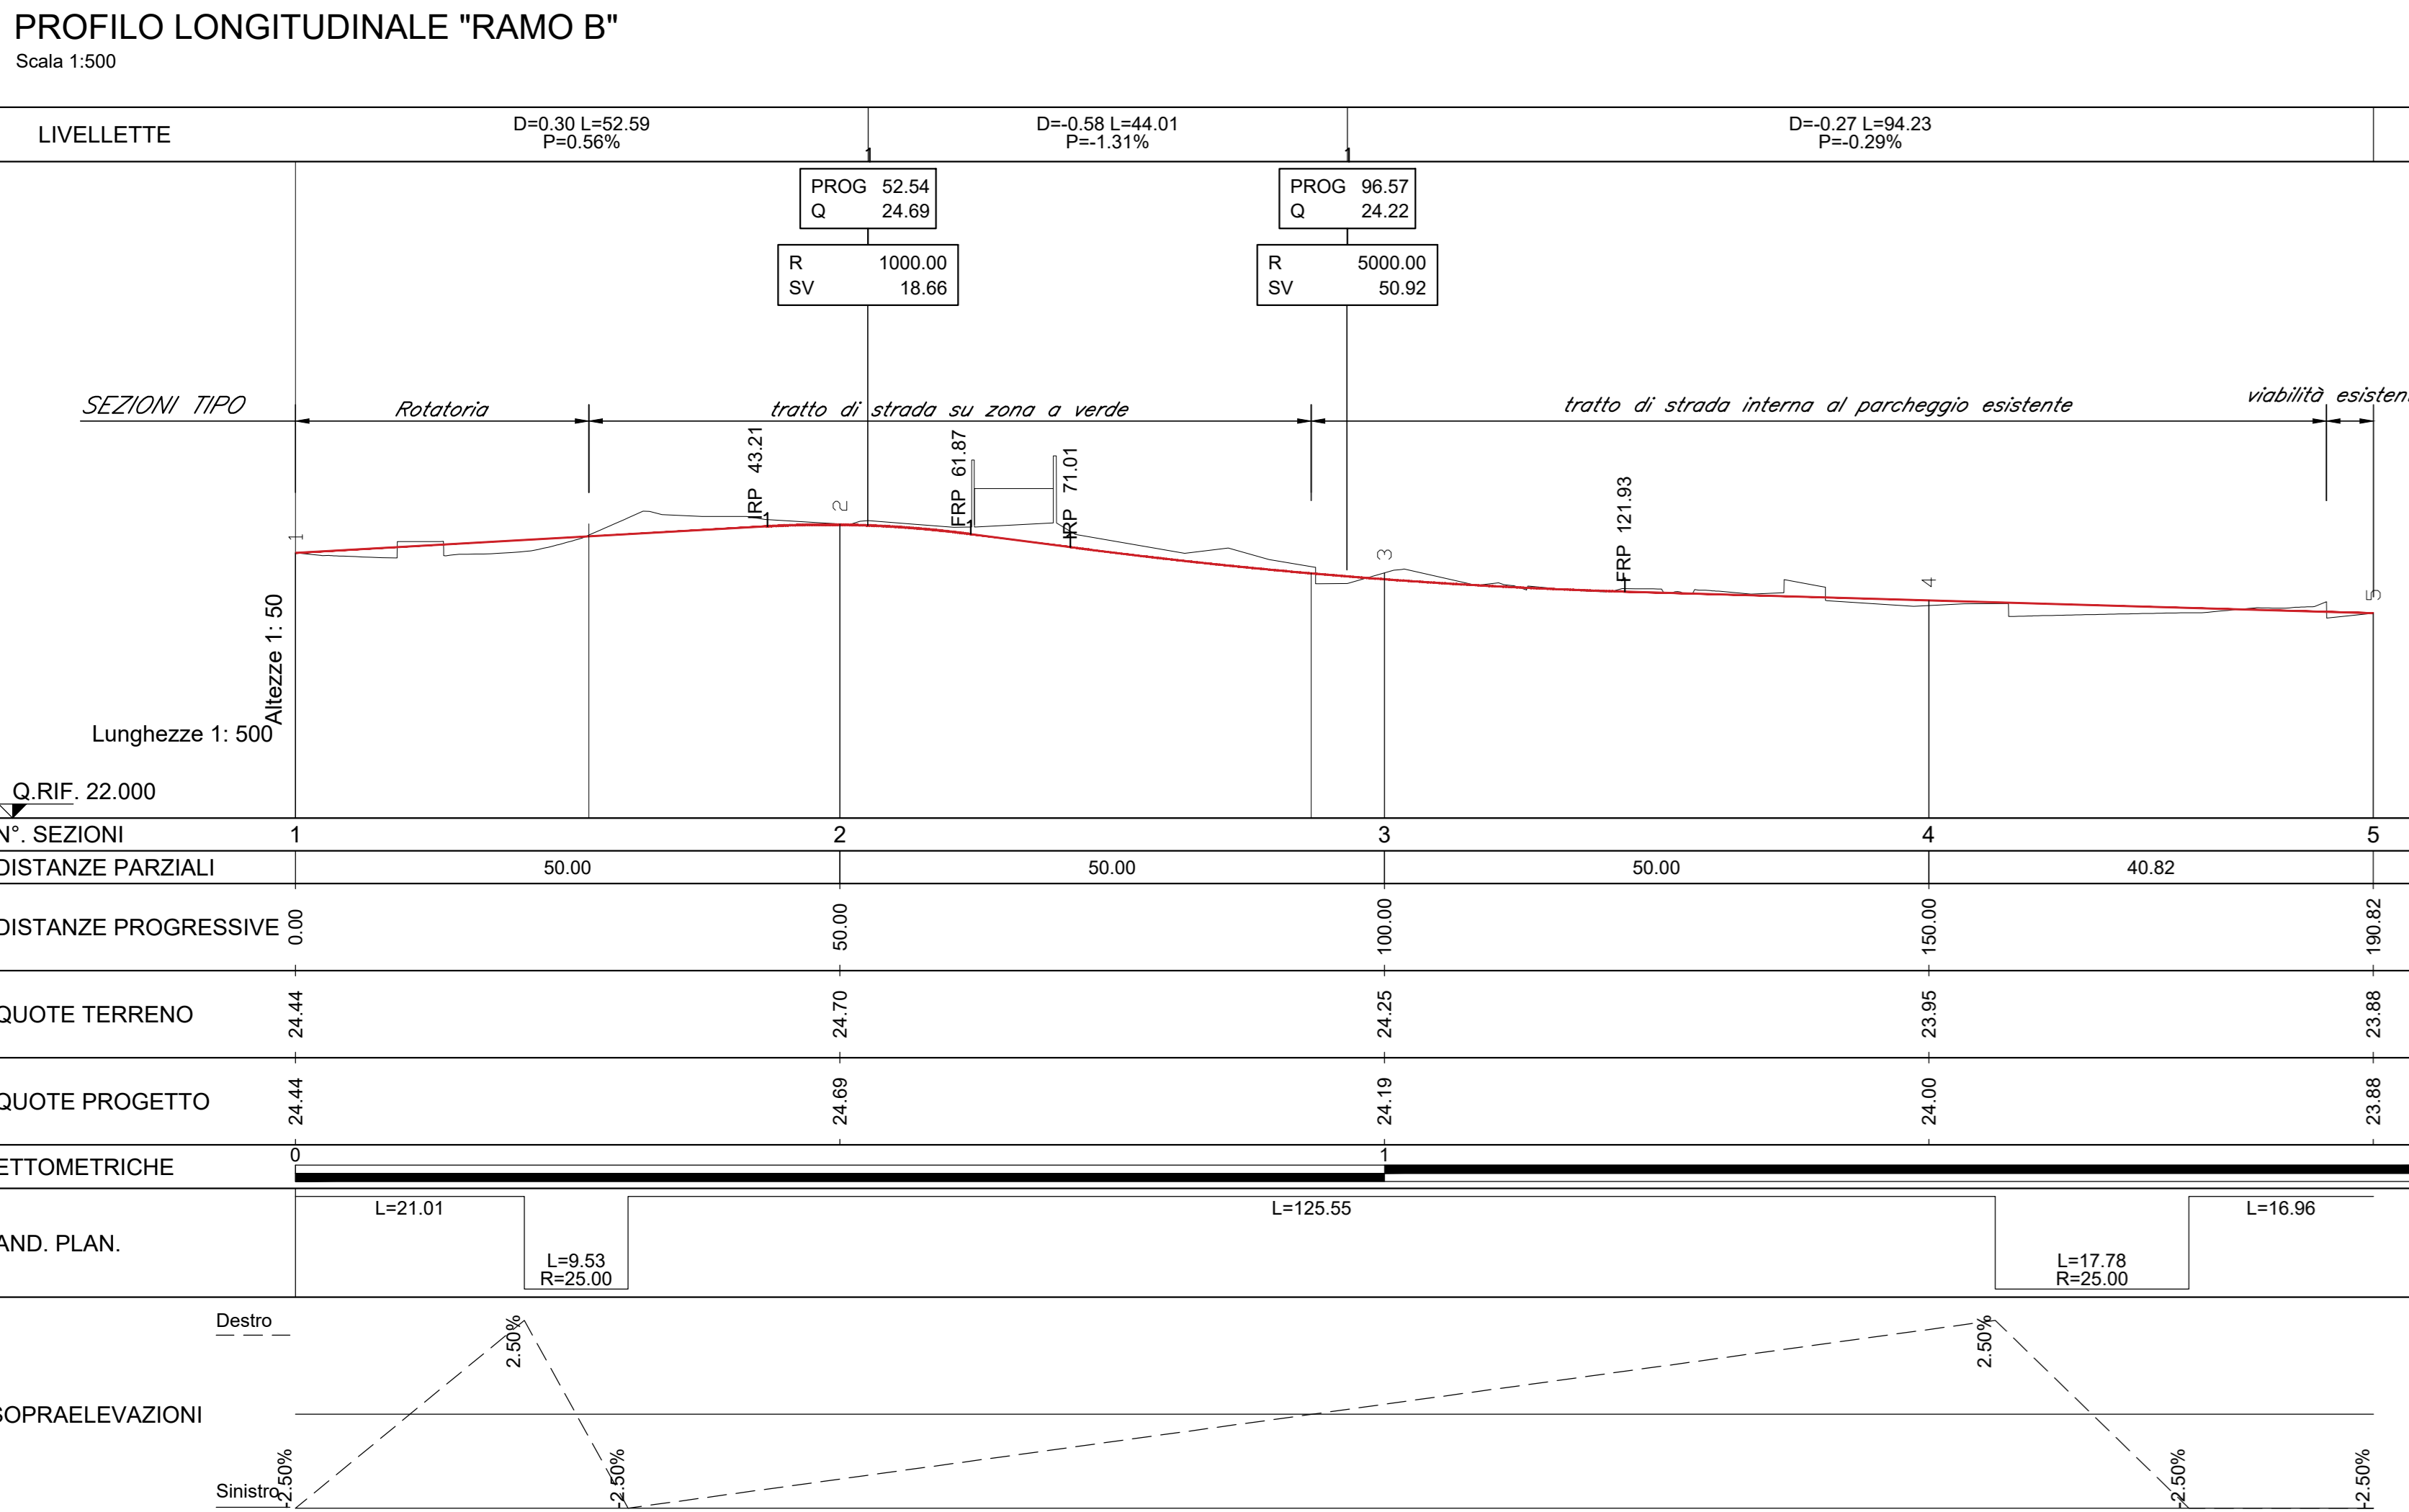 PROFILO LONGITUDINALE "RAMO B"
Scala 1:500
LIVELLETTE
D=0.30 L=52.59
P=0.56%
D=-0.58 L=44.01
P=-1.31%
D=-0.27 L=94.23
P=-0.29%
1
1
PROG 52.54
Q 24.69
PROG 96.57
Q 24.22
R 1000.00
SV 18.66
R 5000.00
SV 50.92
SEZIONI TIPO
Rotatoria
tratto di strada su zona a verde
tratto di strada interna al parcheggio esistente
viabilità esisten
IRP 43.21
FRP 61.87
IRP 71.01
FRP 121.93
1
2
3
4
5
Altezze 1: 50
Lunghezze 1: 500
Q.RIF. 22.000
N°. SEZIONI 1 2 3 4 5
DISTANZE PARZIALI 50.00 50.00 50.00 40.82
DISTANZE PROGRESSIVE 0.00 50.00 100.00 150.00 190.82
QUOTE TERRENO 24.44 24.70 24.25 23.95 23.88
QUOTE PROGETTO 24.44 24.69 24.19 24.00 23.88
ETTOMETRICHE 0 1
AND. PLAN.
L=21.01
L=9.53
R=25.00
L=125.55
L=17.78
R=25.00
L=16.96
Destro
2.50%
2.50%
SOPRAELEVAZIONI
Sinistro
-2.50%
-2.50%
-2.50%
-2.50%